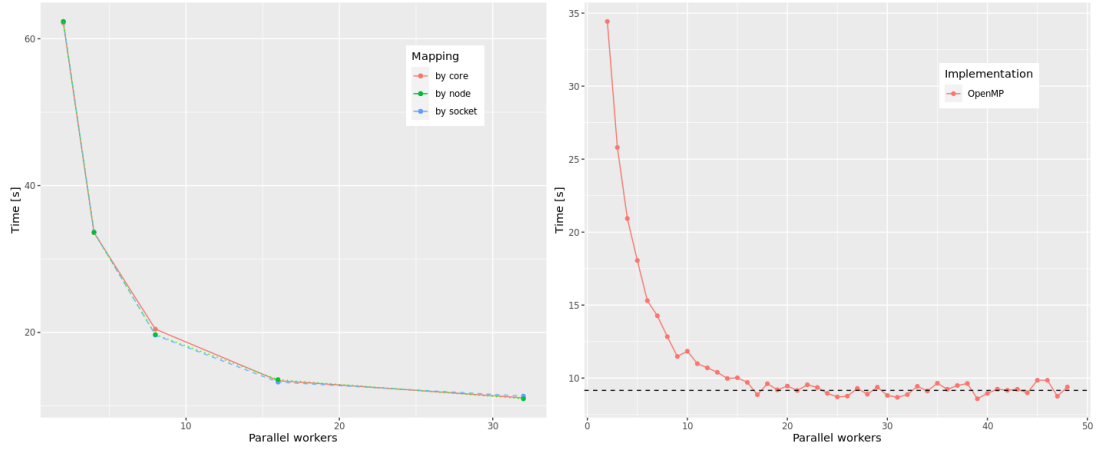 Time [s]
60
40
20
10
20
30
Parallel workers
Mapping
by core
by node
by socket
Time [s]
35
30
25
20
15
10
0
10
20
30
40
50
Parallel workers
Implementation
OpenMP